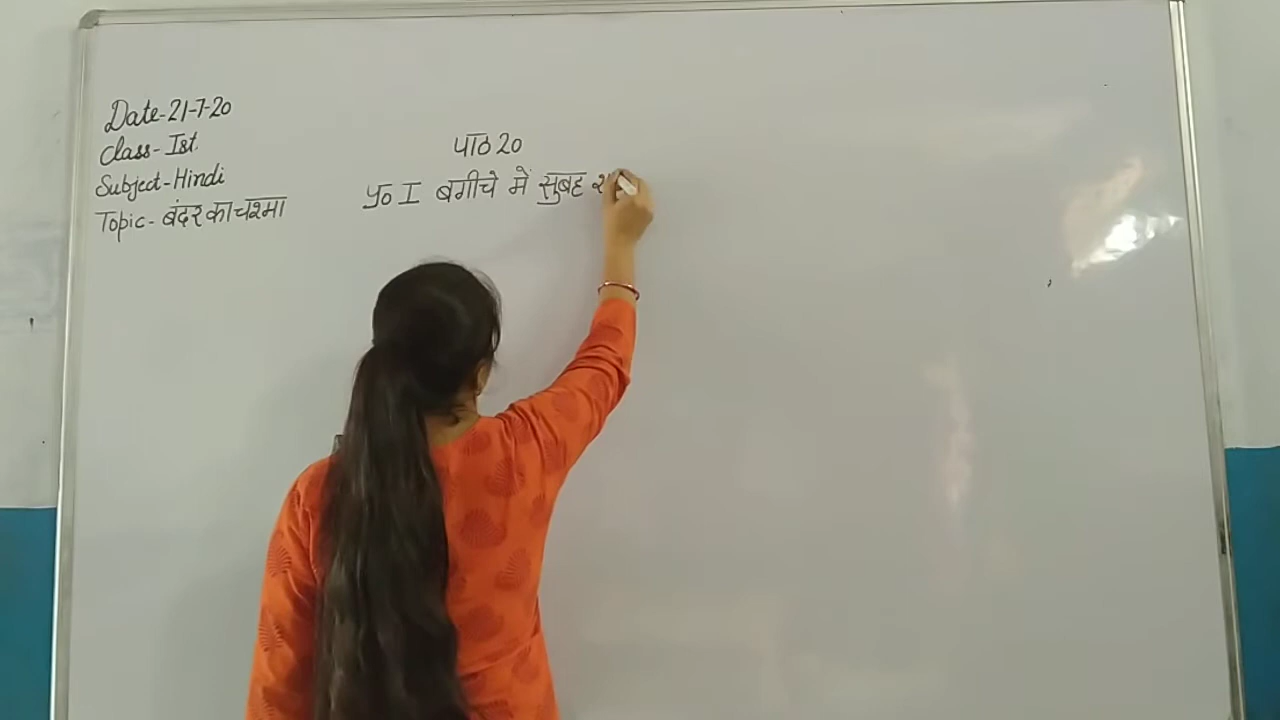 Date-21-7-20
Class-Ist.
Subject-Hindi
Topic-बंदर का चश्मा
पाठ 20
प्र० I बगीचे में सुबह